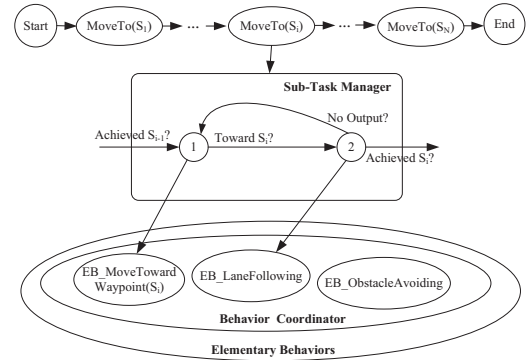 Start
MoveTo(S1)
...
MoveTo(Si)
...
MoveTo(SN)
End
Sub-Task Manager
No Output?
Achieved Si-1?
1
Toward Si?
2
Achieved Si?
EB_MoveToward
Waypoint(Si)
EB_LaneFollowing
EB_ObstacleAvoiding
Behavior Coordinator
Elementary Behaviors